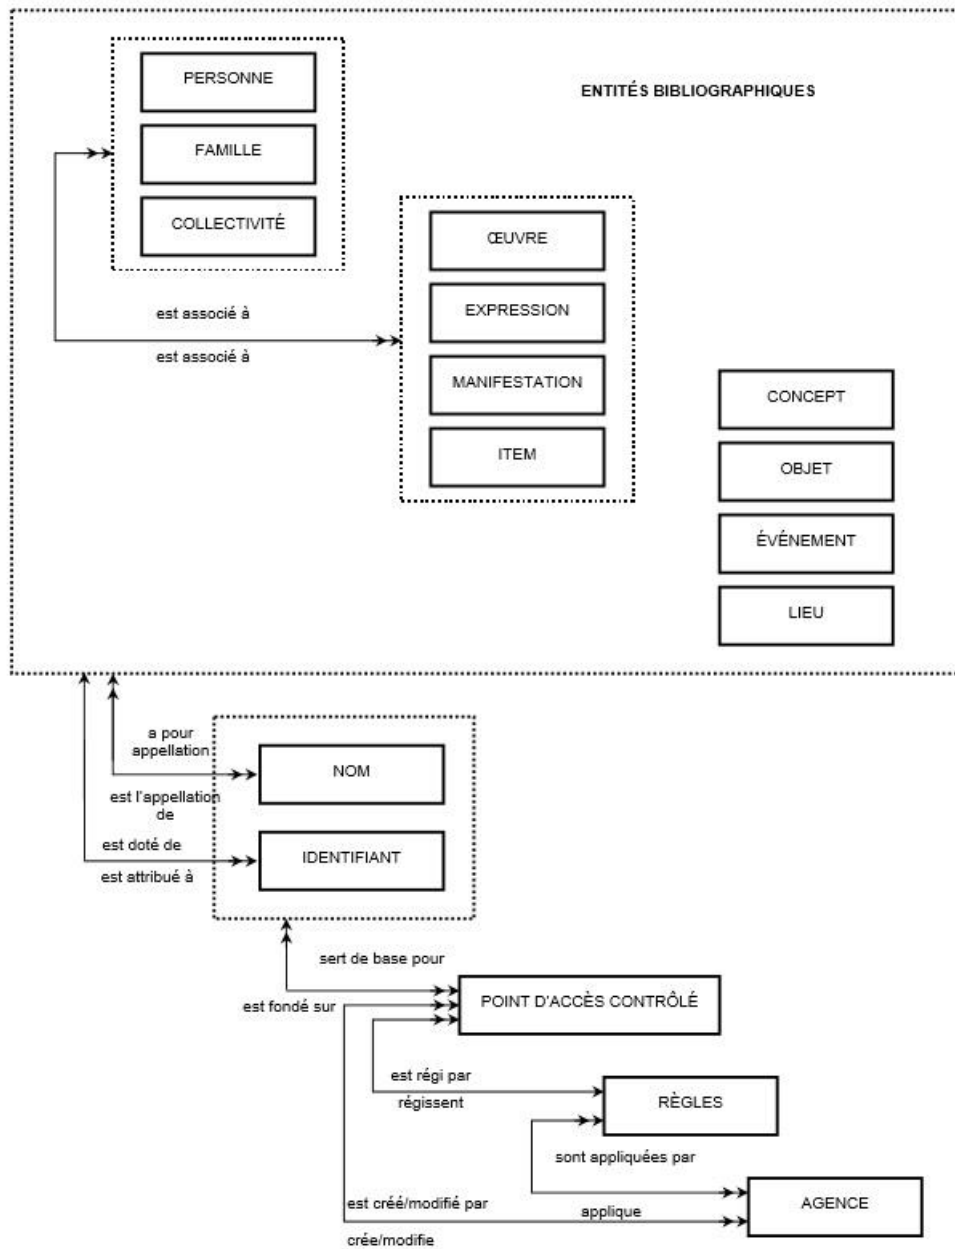 PERSONNE
ENTITÉS BIBLIOGRAPHIQUES
FAMILLE
COLLECTIVITÉ
ŒUVRE
EXPRESSION
est associé à
est associé à
MANIFESTATION
ITEM
CONCEPT
OBJET
ÉVÉNEMENT
LIEU
a pour
appellation
NOM
est l'appellation
de
est doté de
IDENTIFIANT
est attribué à
sert de base pour
est fondé sur
POINT D'ACCÈS CONTRÔLÉ
est régi par
régissent
RÈGLES
sont appliquées par
est créé/modifié par
applique
AGENCE
crée/modifie